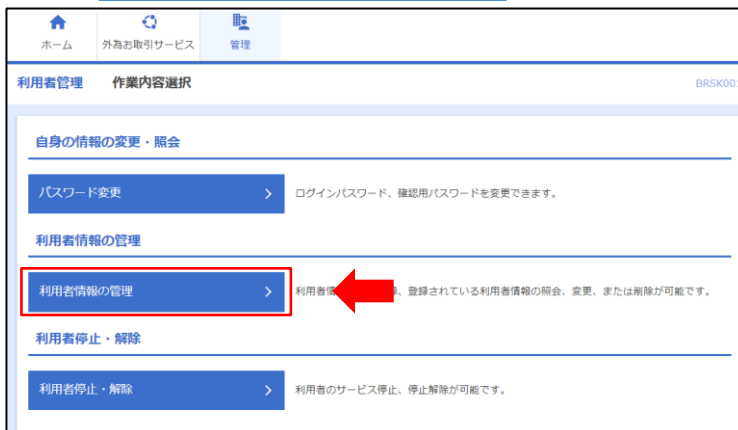 ホーム 外為お取引サービス 管理
利用者管理 作業内容選択 BRSK001
自身の情報の変更・照会
パスワード変更 ログインパスワード、確認用パスワードを変更できます。
利用者情報の管理
利用者情報の管理 利用者情 、登録されている利用者情報の照会、変更、または削除が可能です。
利用者停止・解除
利用者停止・解除 利用者のサービス停止、停止解除が可能です。